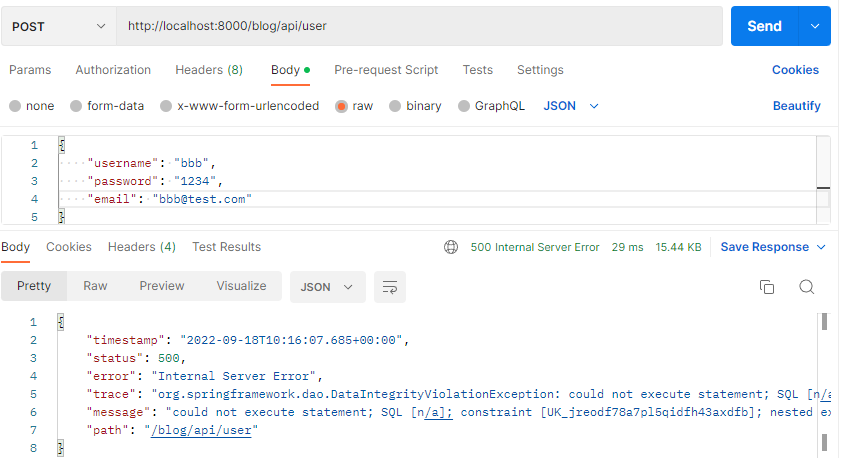 POST http://localhost:8000/blog/api/user Send
Params Authorization Headers (8) Body Pre-request Script Tests Settings Cookies
none form-data x-www-form-urlencoded raw binary GraphQL JSON Beautify
1 {
2 "username": "bbb",
3 "password": "1234",
4 "email": "bbb@test.com"
5 }
Body Cookies Headers (4) Test Results 500 Internal Server Error 29 ms 15.44 KB Save Response
Pretty Raw Preview Visualize JSON
1 {
2 "timestamp": "2022-09-18T10:16:07.685+00:00",
3 "status": 500,
4 "error": "Internal Server Error",
5 "trace": "org.springframework.dao.DataIntegrityViolationException: could not execute statement; SQL [n/a
6 "message": "could not execute statement; SQL [n/a]; constraint [UK_jreodf78a7pl5qidfh43axdfb]; nested ex
7 "path": "/blog/api/user"
8 }